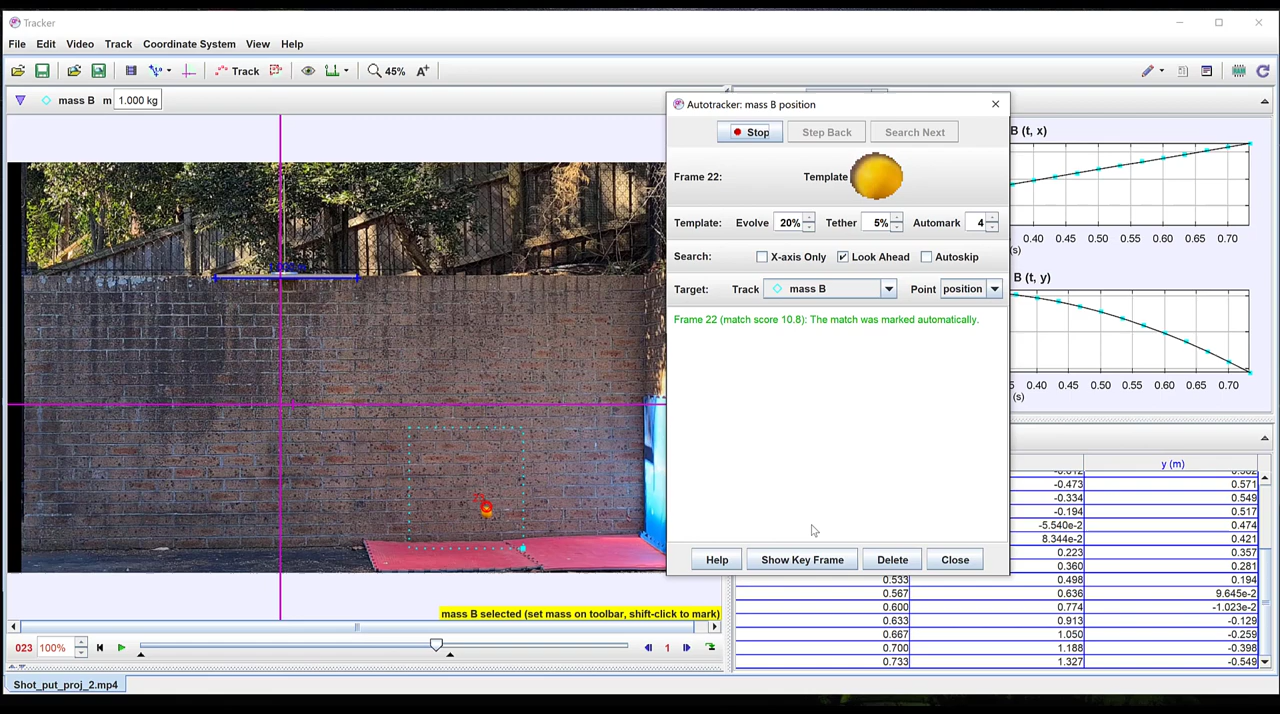 Tracker
File Edit Video Track Coordinate System View Help
Track 45% A+
mass B m 1.000 kg
Autotracker: mass B position
Stop Step Back Search Next
Frame 22: Template
Template: Evolve 20% Tether 5% Automark 4
Search: X-axis Only Look Ahead Autoskip
Target: Track mass B Point position
Frame 22 (match score 10.8): The match was marked automatically.
Help Show Key Frame Delete Close
B (t, x)
0.40 0.45 0.50 0.55 0.60 0.65 0.70
(s)
B (t, y)
0.40 0.45 0.50 0.55 0.60 0.65 0.70
(s)
y (m)
-0.473 0.571
-0.334 0.549
-0.194 0.517
-5.540e-2 0.474
8.344e-2 0.420
0.223 0.357
0.360 0.281
0.533 0.498 0.194
0.567 0.636 9.645e-2
0.600 0.774 -1.023e-2
0.633 0.913 -0.129
0.667 1.050 -0.259
0.700 1.188 -0.398
0.733 1.327 -0.549
mass B selected (set mass on toolbar, shift-click to mark)
023 100% 1
Shot_put_proj_2.mp4